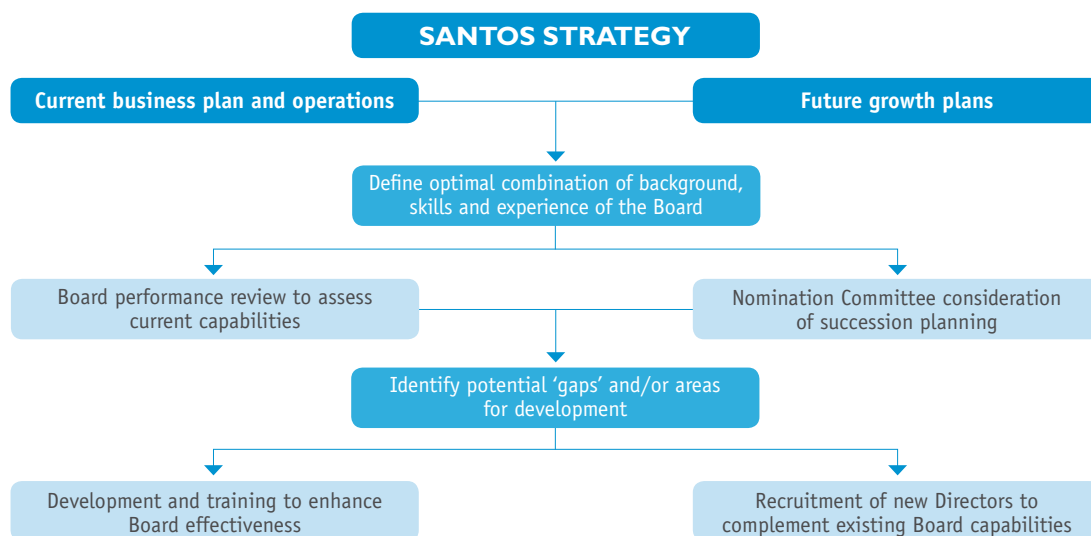 SANTOS STRATEGY
Current business plan and operations
Future growth plans
Define optimal combination of background,
skills and experience of the Board
Board performance review to assess
current capabilities
Nomination Committee consideration
of succession planning
Identify potential ‘gaps’ and/or areas
for development
Development and training to enhance
Board effectiveness
Recruitment of new Directors to
complement existing Board capabilities